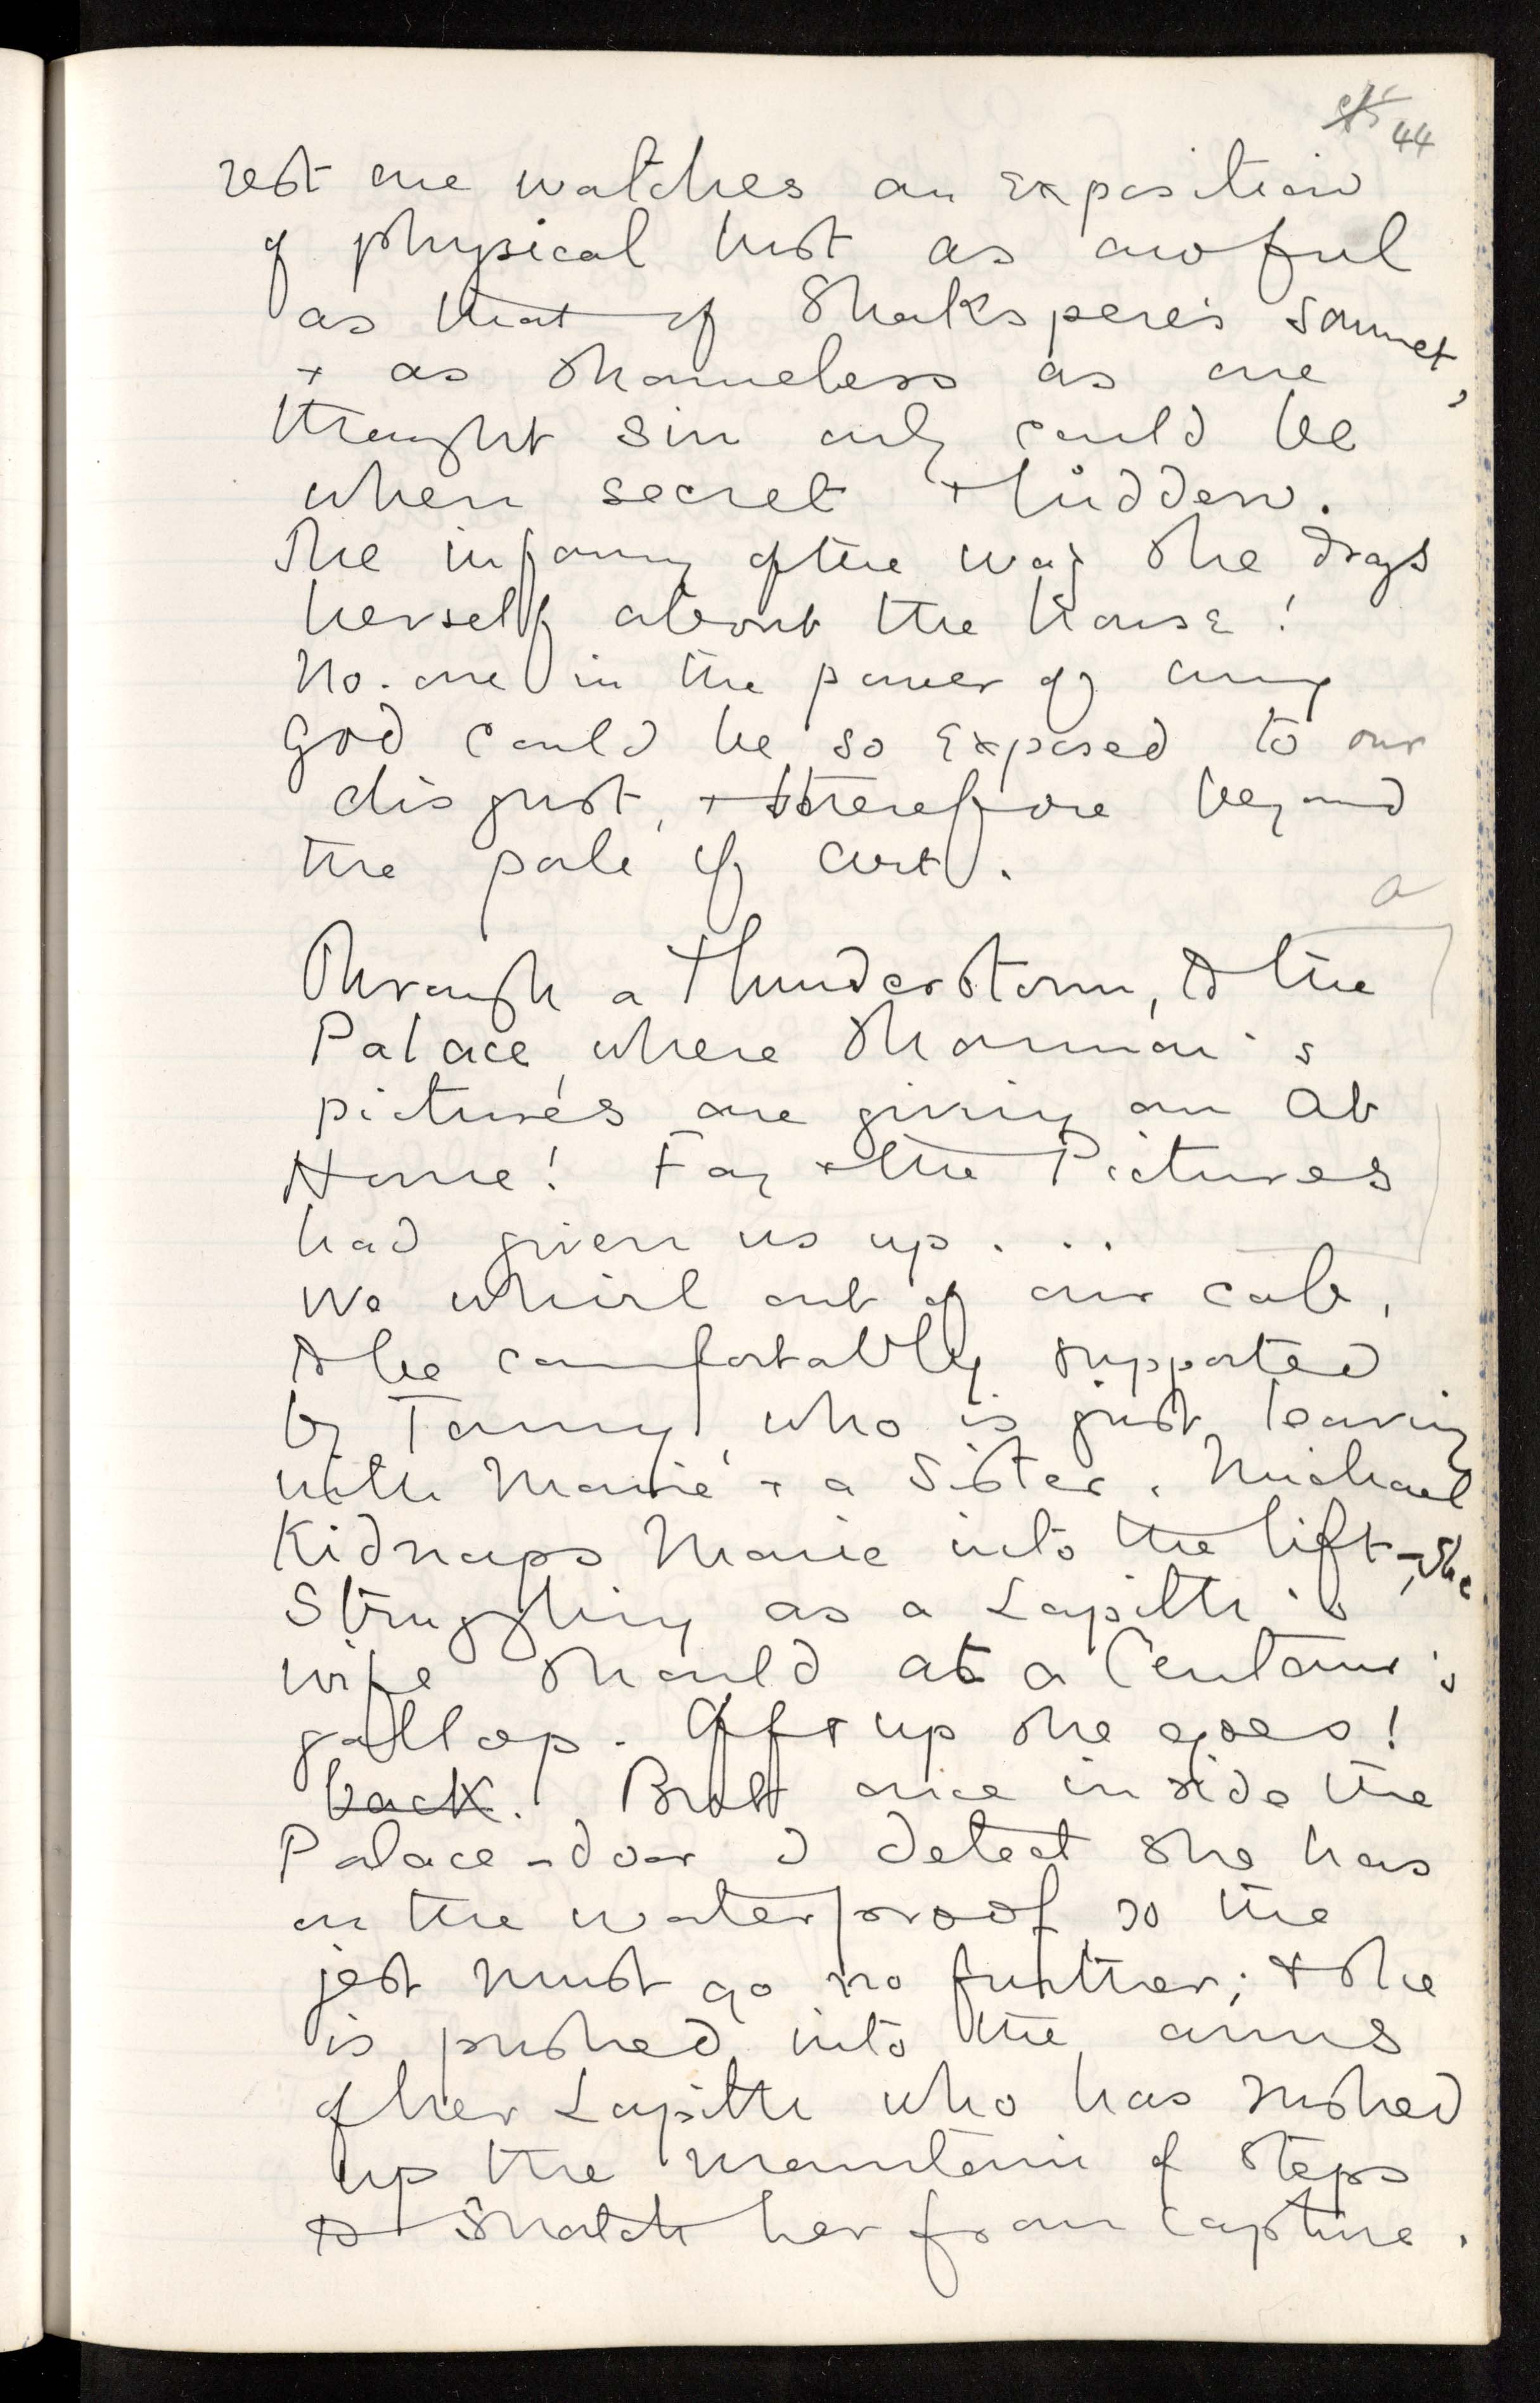 44
rest one watches an exposition
of physical lust as awful
as that of Shakspere's sonnet,
+ as shameless as one
thought sin only could be
when secret + hidden.
The infamy of the way she drags
herself about the house!
No-one in the power of any
god could be so exposed to our
disgust, + therefore beyond
the pale of art.
a
Through a thunderstorm, to the
Palace, where Shannon's
pictures are giving an At
Home! Fay + the Pictures
had given us up...
We whirl out of our cab,
to be comfortably supported
by Tommy, who is just leaving
with Marie + a Sister. Michael
Kidnaps Marie into the lift -, she
Struggling as a Lapith's
wife should at a Centaur's
gallop. Off + up she goes!
back. But once inside the
Palace-door I detect she has
on the waterproof, so the
jest must go no further; + she
is pushed into the arms
of her Lapith who has rushed
up the mountain of steps
to snatch her from capture.